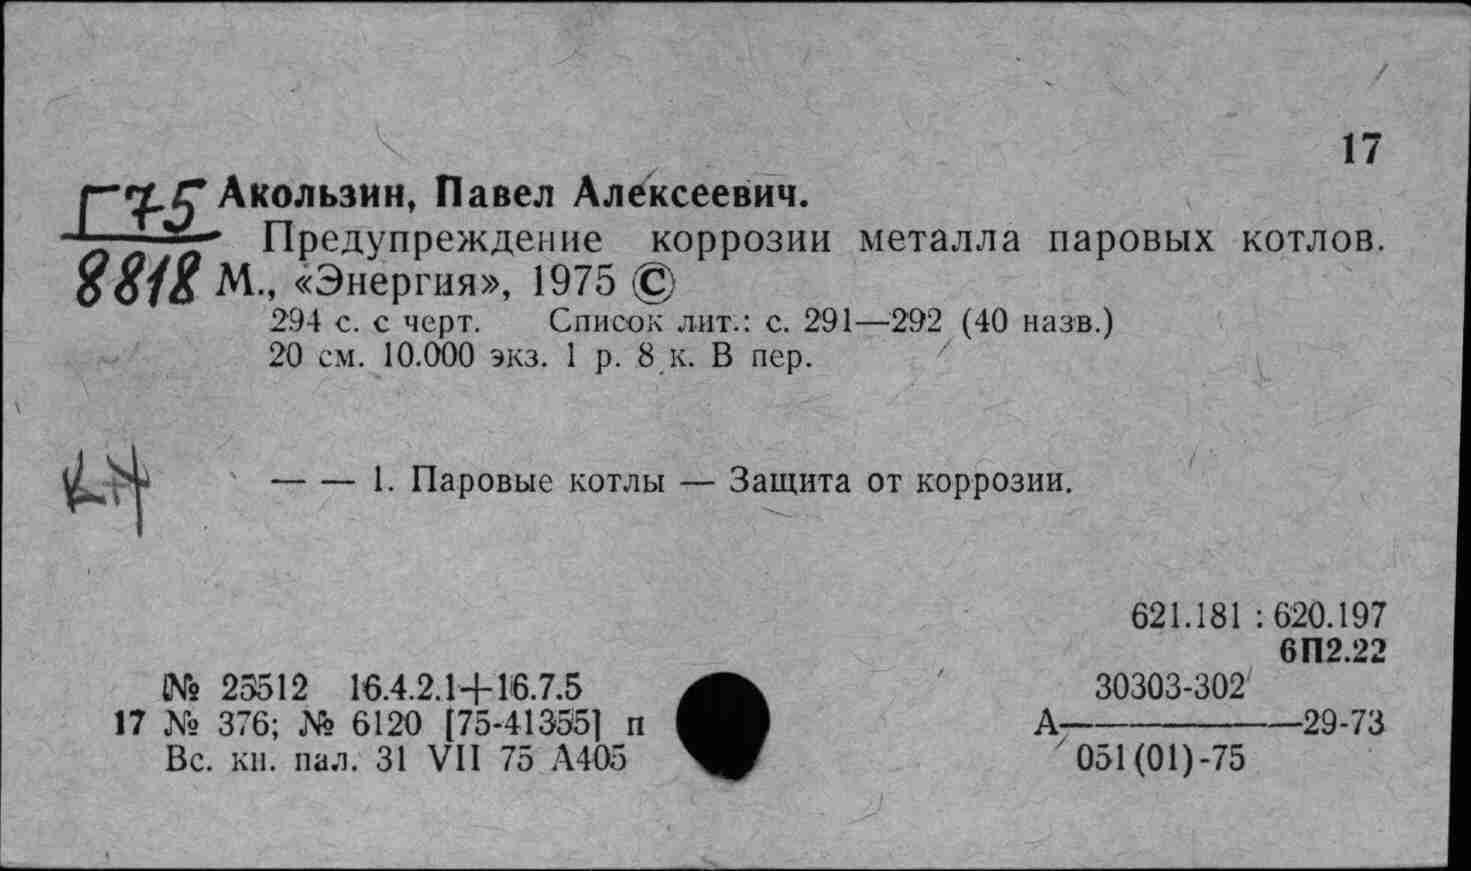 17
Г75
8818
Акользин, Павел Алексеевич.
Предупреждение коррозии металла паровых котлов.
М., «Энергия», 1975 ©
294 с. с черт. Список лит.: с. 291—292 (40 назв.)
20 см. 10.000 экз. 1 р. 8 к. В пер.
— — 1. Паровые котлы — Защита от коррозии.
621.181 : 620.197
6П2.22
№ 25512 16.4.2.1+16.7.5
17 № 376; № 6120 [75-41355] п
Вс. кн. пал. 31 VII 75 А405
30303-302
А———29-73
051(01)-75